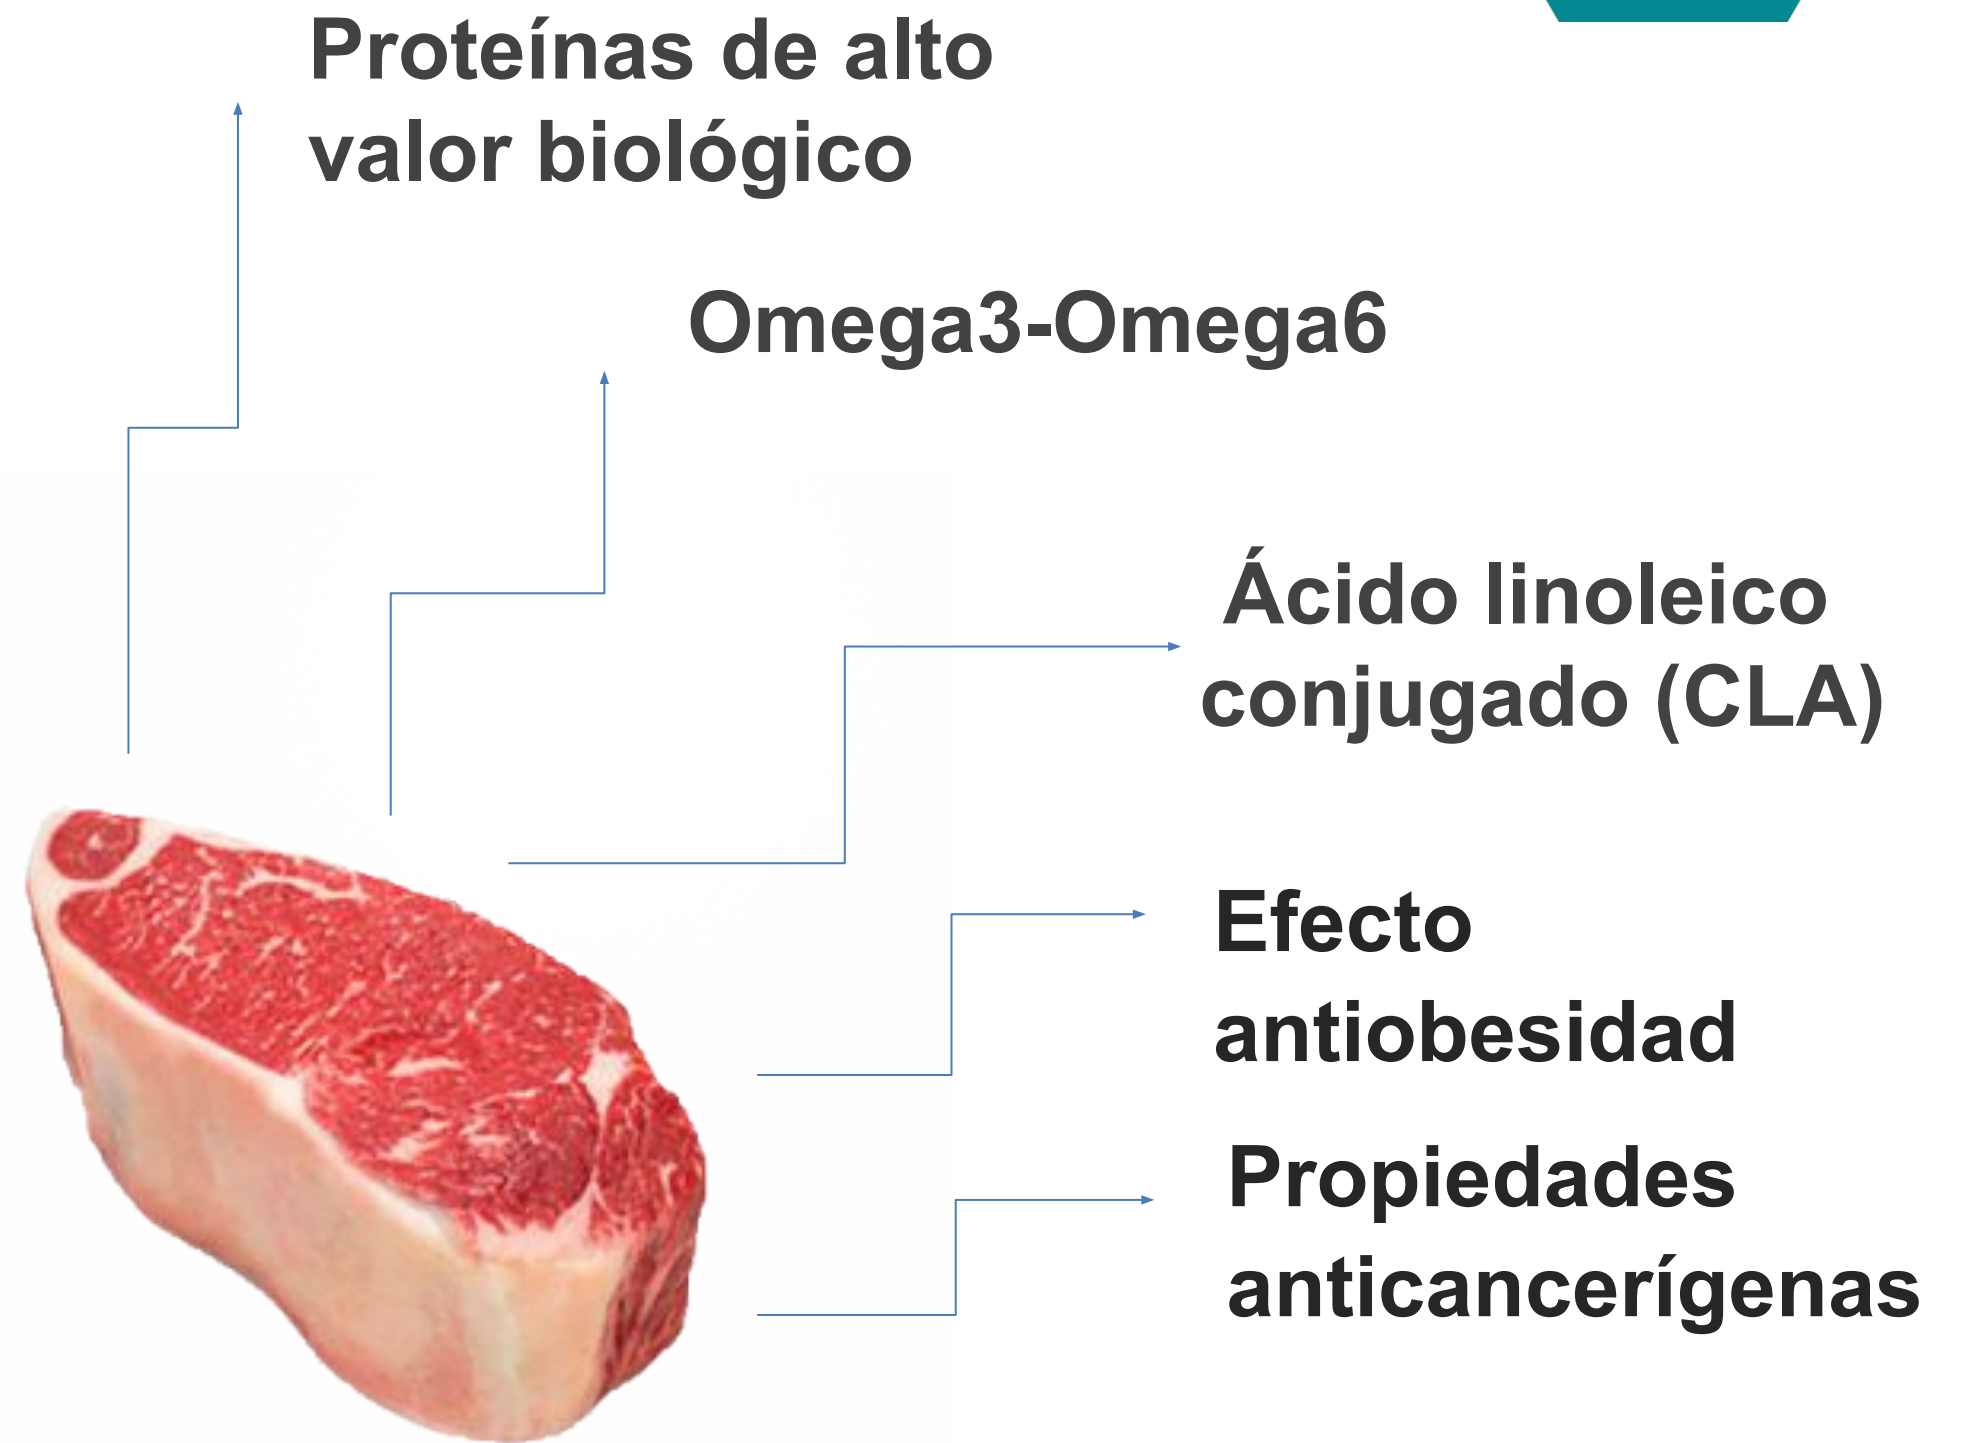 Proteínas de alto
valor biológico
Omega3-Omega6
Ácido linoleico
conjugado (CLA)
Efecto
antiobesidad
Propiedades
anticancerígenas